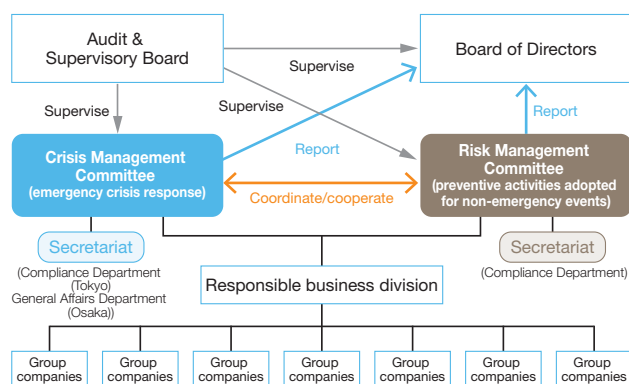 Audit &
Supervisory Board
Board of Directors
Supervise
Supervise
Supervise
Report
Report
Crisis Management
Committee
(emergency crisis response)
Risk Management
Committee
(preventive activities adopted
for non-emergency events)
Coordinate/cooperate
Secretariat
(Compliance Department
(Tokyo)
General Affairs Department
(Osaka))
Secretariat
(Compliance Department)
Responsible business division
Group
companies
Group
companies
Group
companies
Group
companies
Group
companies
Group
companies
Group
companies